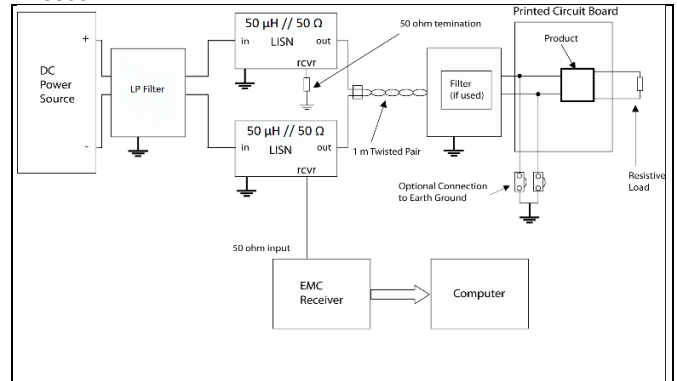 Printed Circuit Board
50 µH // 50 Ω
in
out
LISN
rcvr
50 ohm temination
Product
+
DC
Power
Source
-
LP Filter
Filter
(if used)
50 µH // 50 Ω
in
out
LISN
rcvr
1 m Twisted Pair
Optional Connection
to Earth Ground
Resistive
Load
50 ohm input
EMC
Receiver
Computer